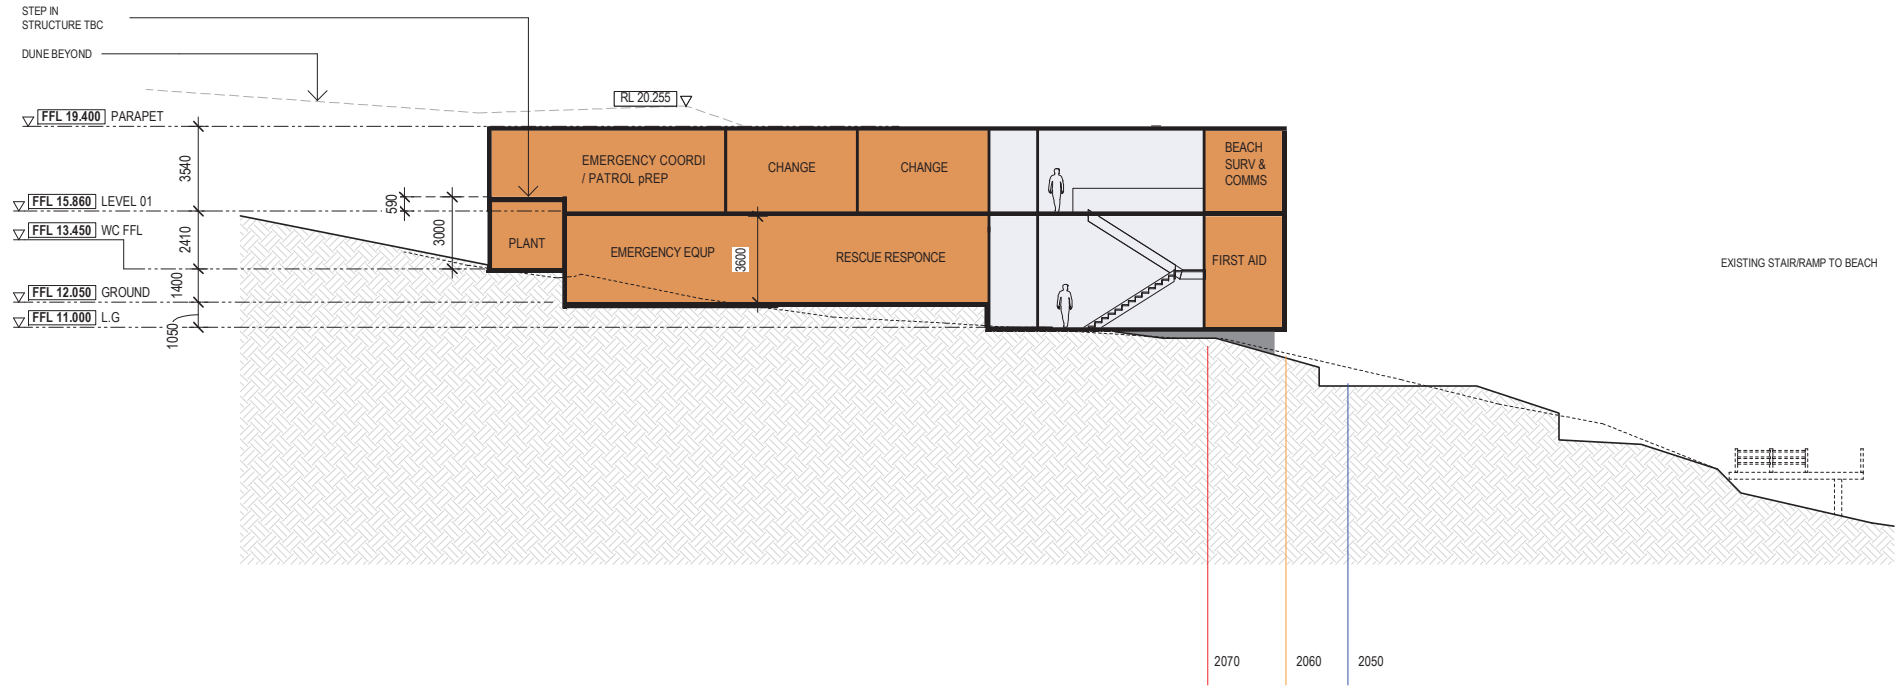 STEP IN
STRUCTURE TBC
DUNE BEYOND
RL 20.255
FFL 19.400 PARAPET
3540
EMERGENCY COORDI
/ PATROL pREP
CHANGE
CHANGE
BEACH
SURV &
COMMS
FFL 15.860 LEVEL 01
590
FFL 13.450 WC FFL
2410
3000
PLANT
EMERGENCY EQUP
3600
RESCUE RESPONCE
FIRST AID
EXISTING STAIR/RAMP TO BEACH
1400
FFL 12.050 GROUND
FFL 11.000 L.G
1050
2070
2060
2050